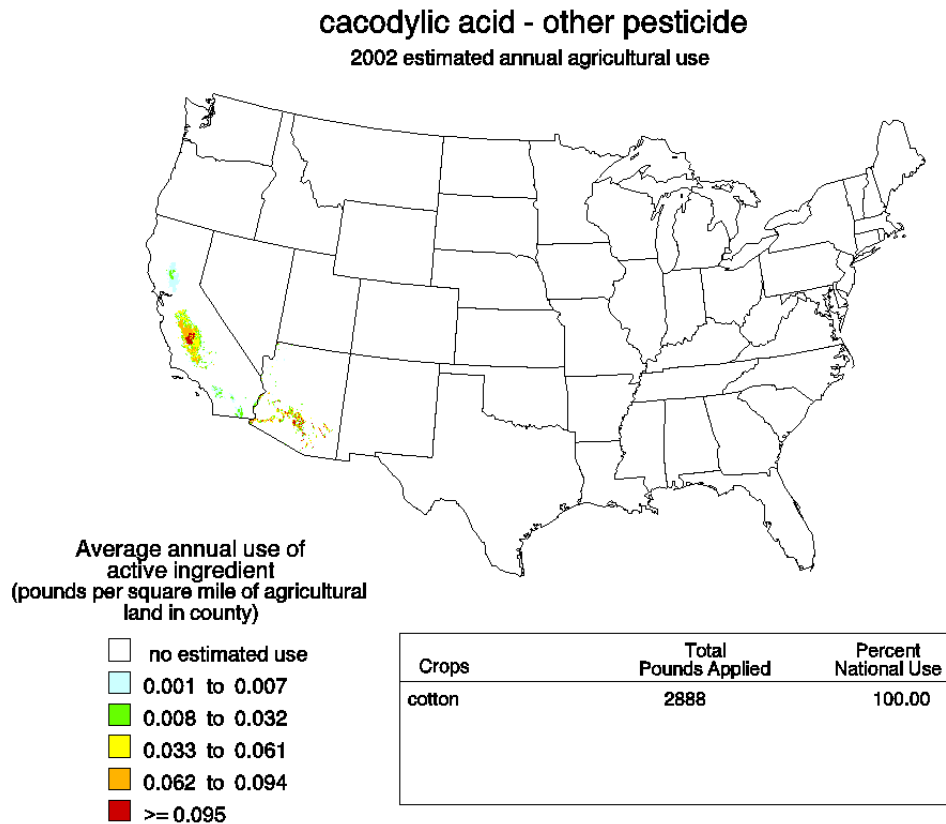 cacodylic acid - other pesticide
2002 estimated annual agricultural use
Average annual use of
active ingredient
(pounds per square mile of agricultural
land in county)
no estimated use
0.001 to 0.007
0.008 to 0.032
0.033 to 0.061
0.062 to 0.094
>= 0.095
Crops Total Pounds Applied Percent National Use
cotton 2888 100.00